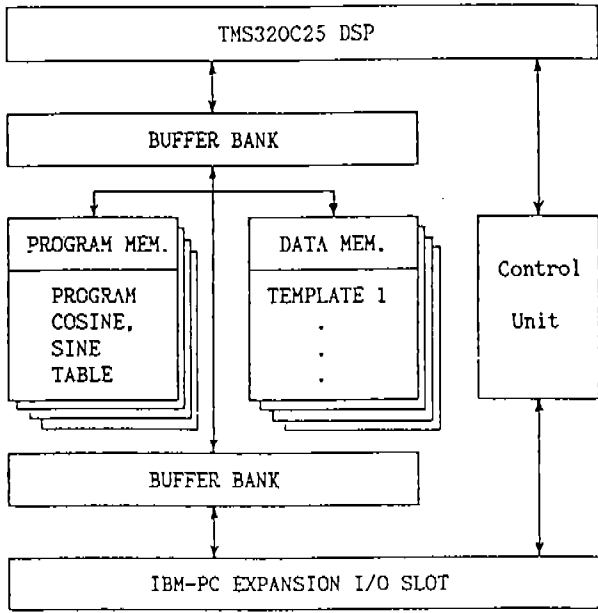 TMS320C25 DSP
BUFFER BANK
PROGRAM MEM.
PROGRAM
COSINE,
SINE
TABLE
DATA MEM.
TEMPLATE 1
.
.
.
Control
Unit
BUFFER BANK
IBM-PC EXPANSION I/O SLOT